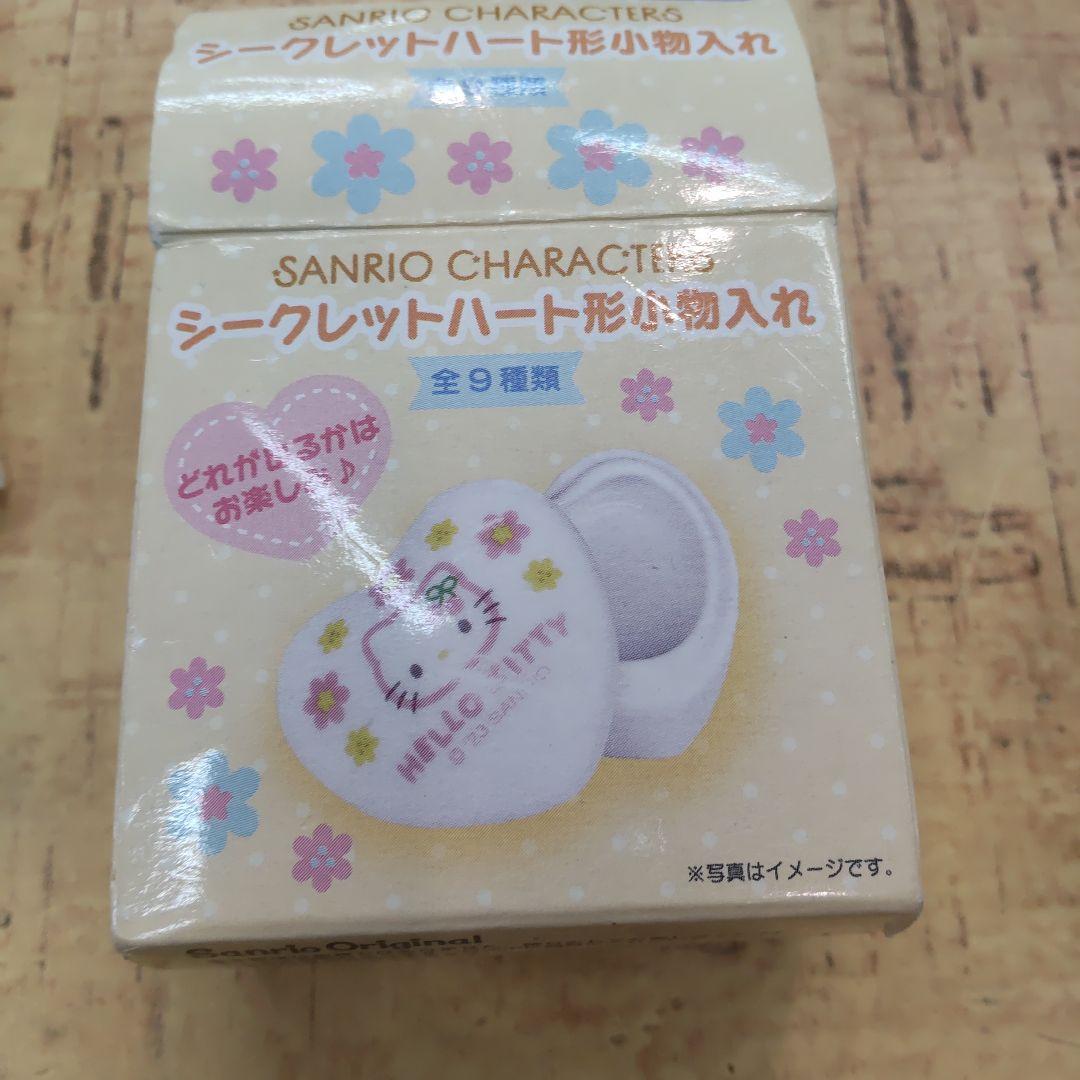 SANRIO CHARACTERS
シークレットハート形小物入れ
SANRIO CHARACTERS
シークレットハート形小物入れ
全9種類
どれが出るかは
お楽しみ♪
HELLO KITTY
※写真はイメージです。
Sanrio Original